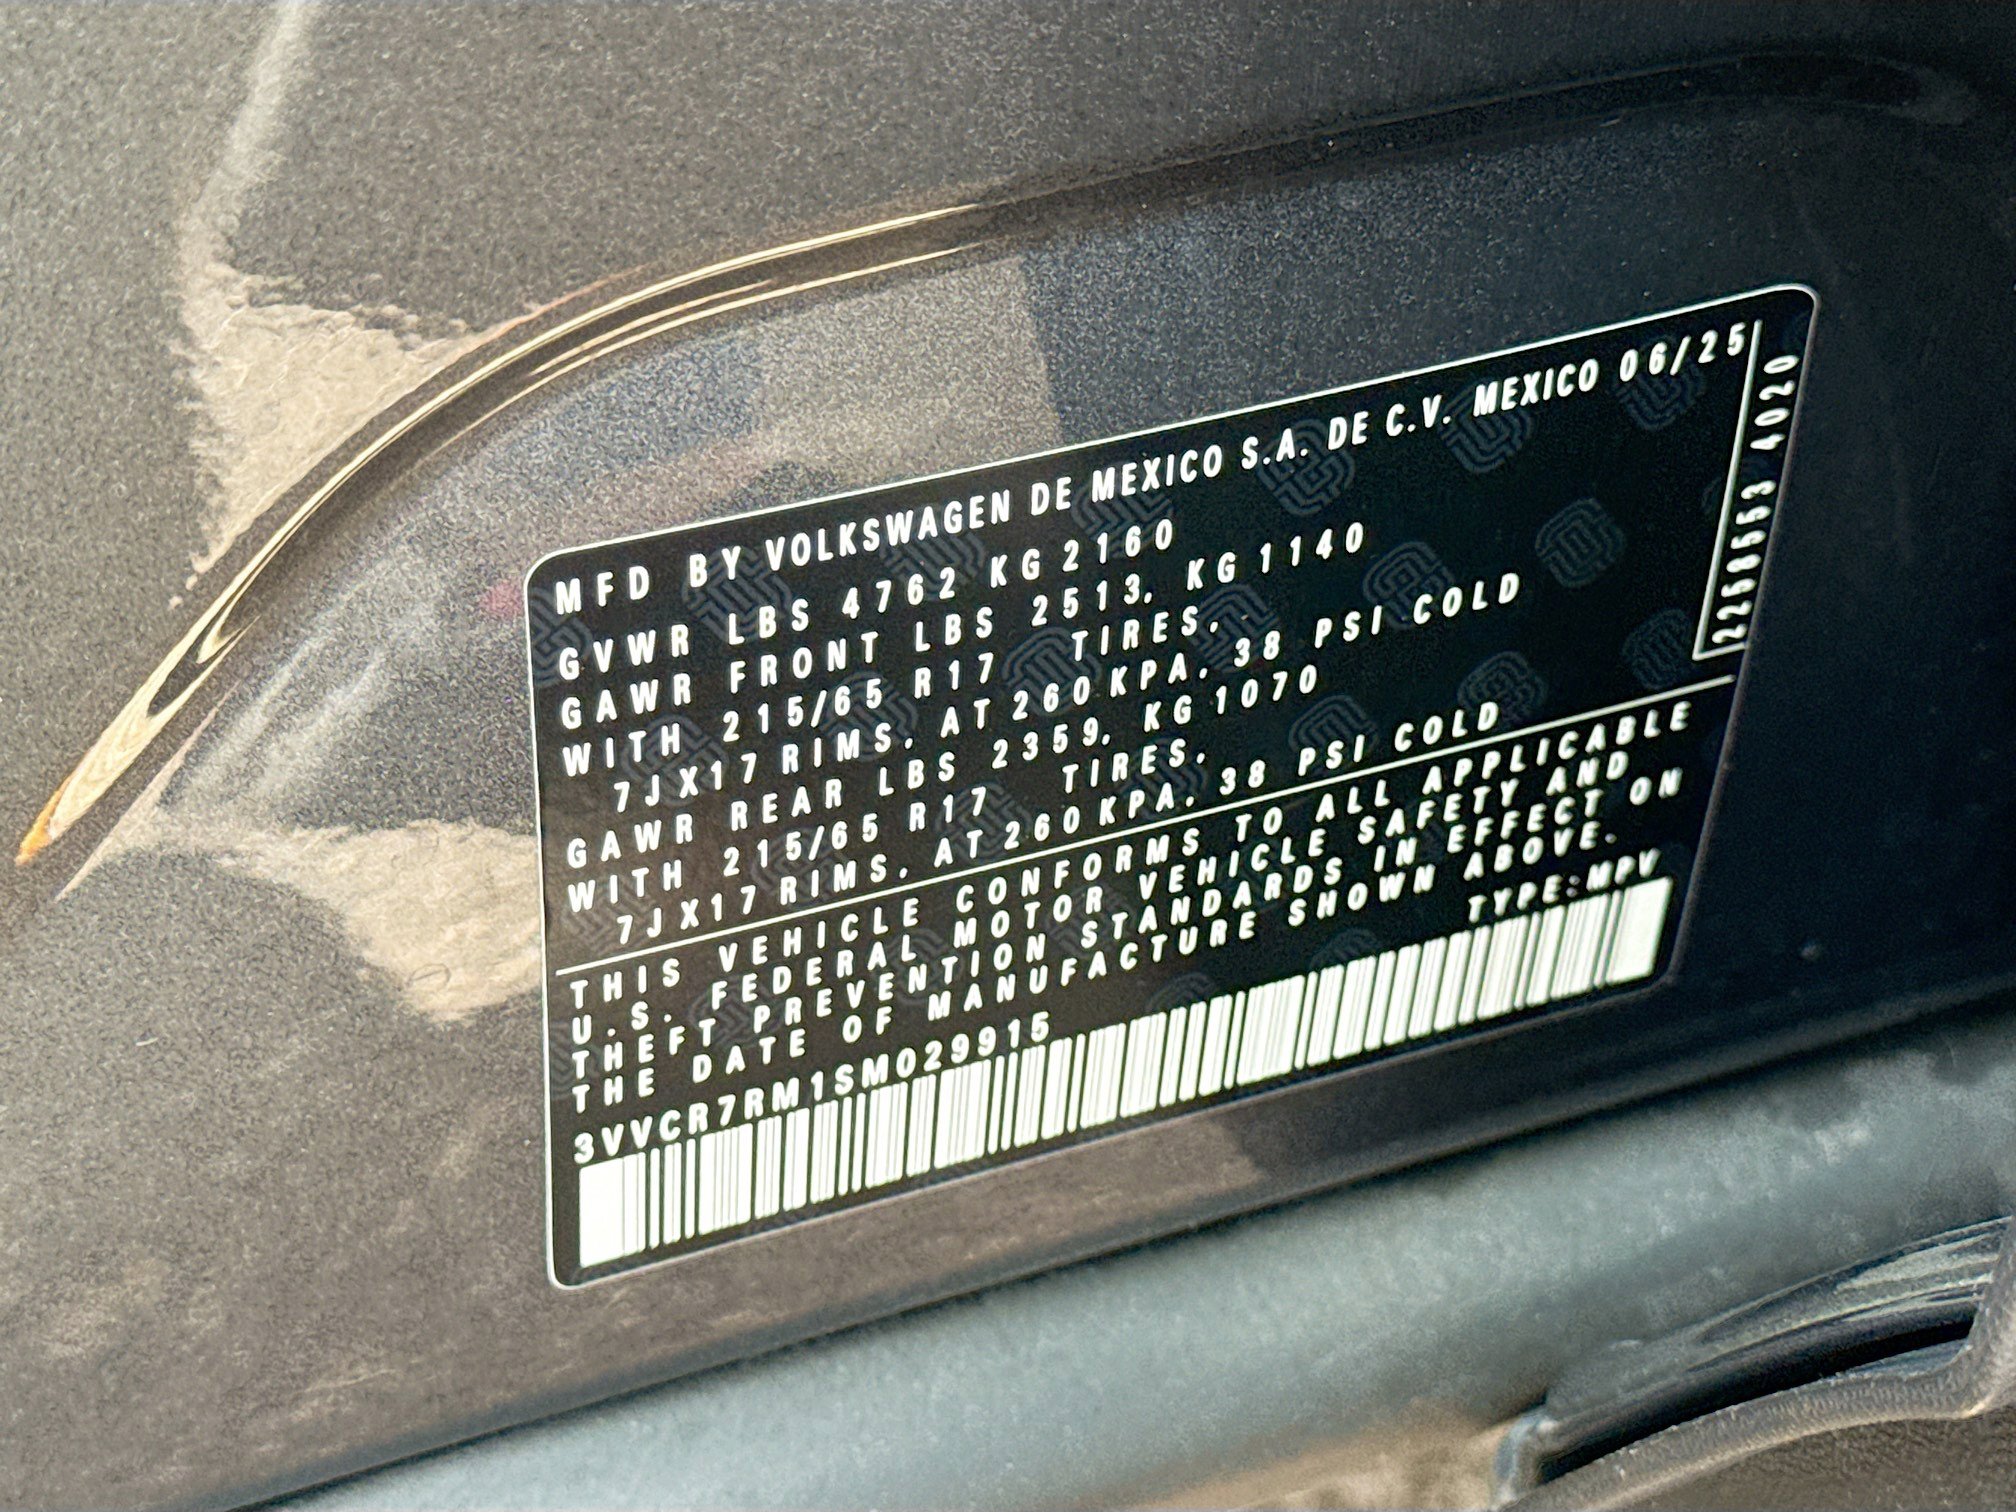 MFD BY VOLKSWAGEN DE MEXICO S.A. DE C.V. MEXICO 06/25
GVWR LBS 4762 KG 2160
GAWR FRONT LBS 2513, KG 1140
WITH 215/65 R17 TIRES,
7JX17 RIMS, AT 260 KPA, 38 PSI COLD
GAWR REAR LBS 2359, KG 1070
WITH 215/65 R17 TIRES,
7JX17 RIMS, AT 260 KPA, 38 PSI COLD
2258553 4020
THIS VEHICLE CONFORMS TO ALL APPLICABLE
U.S. FEDERAL MOTOR VEHICLE SAFETY AND
THEFT PREVENTION STANDARDS IN EFFECT ON
THE DATE OF MANUFACTURE SHOWN ABOVE.
3VVCR7RM1SM029915 TYPE:MPV